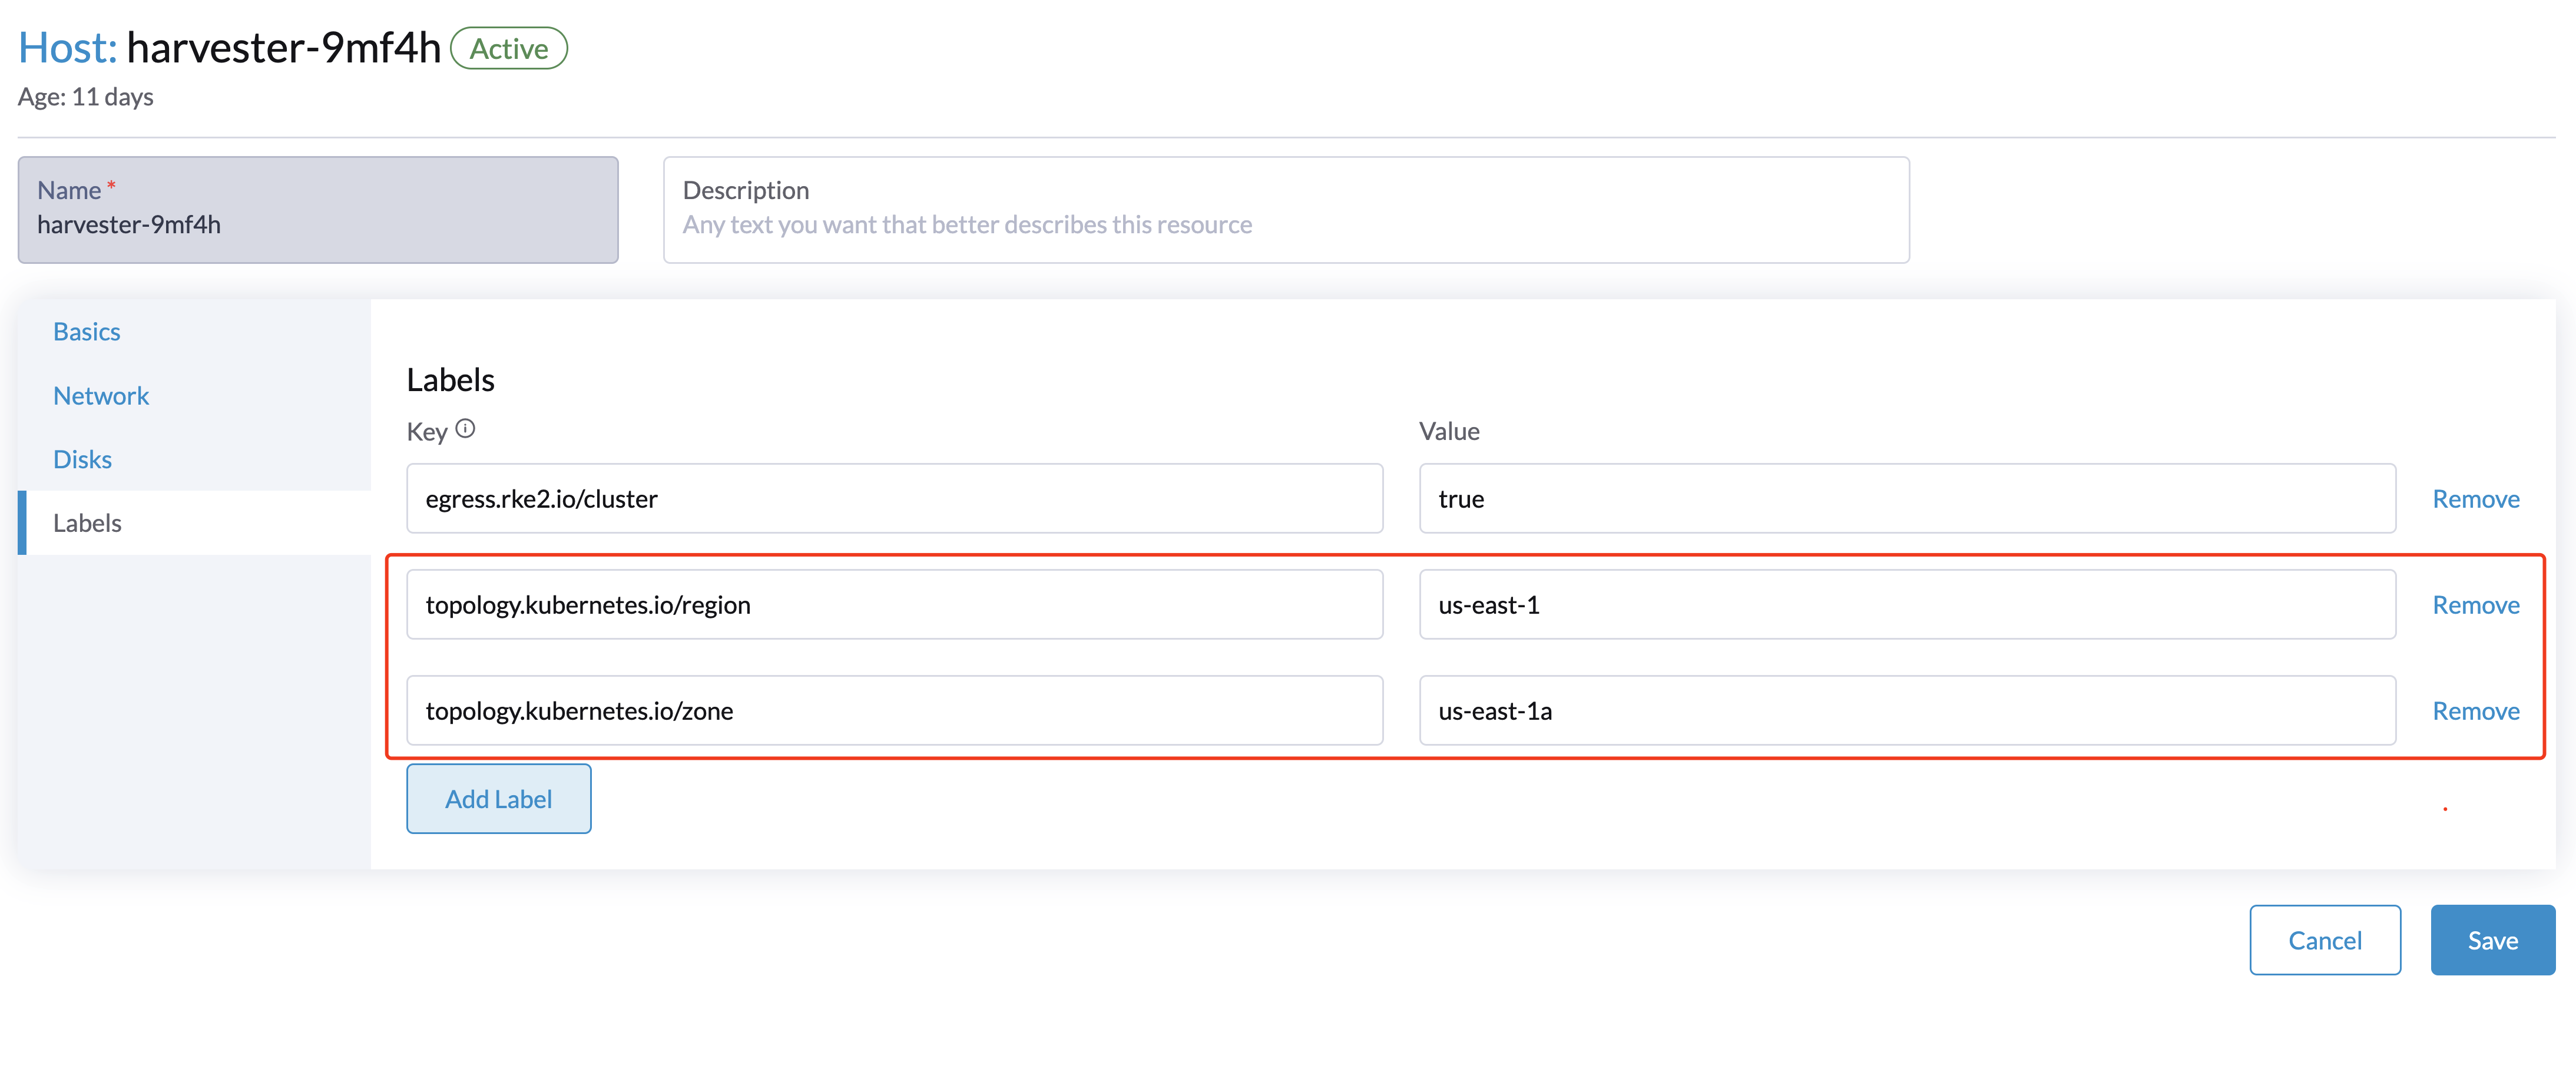 Host: harvester-9mf4h Active
Age: 11 days
Name *
harvester-9mf4h
Description
Any text you want that better describes this resource
Basics
Network
Disks
Labels
Labels
Key Value
egress.rke2.io/cluster true Remove
topology.kubernetes.io/region us-east-1 Remove
topology.kubernetes.io/zone us-east-1a Remove
Add Label
Cancel Save